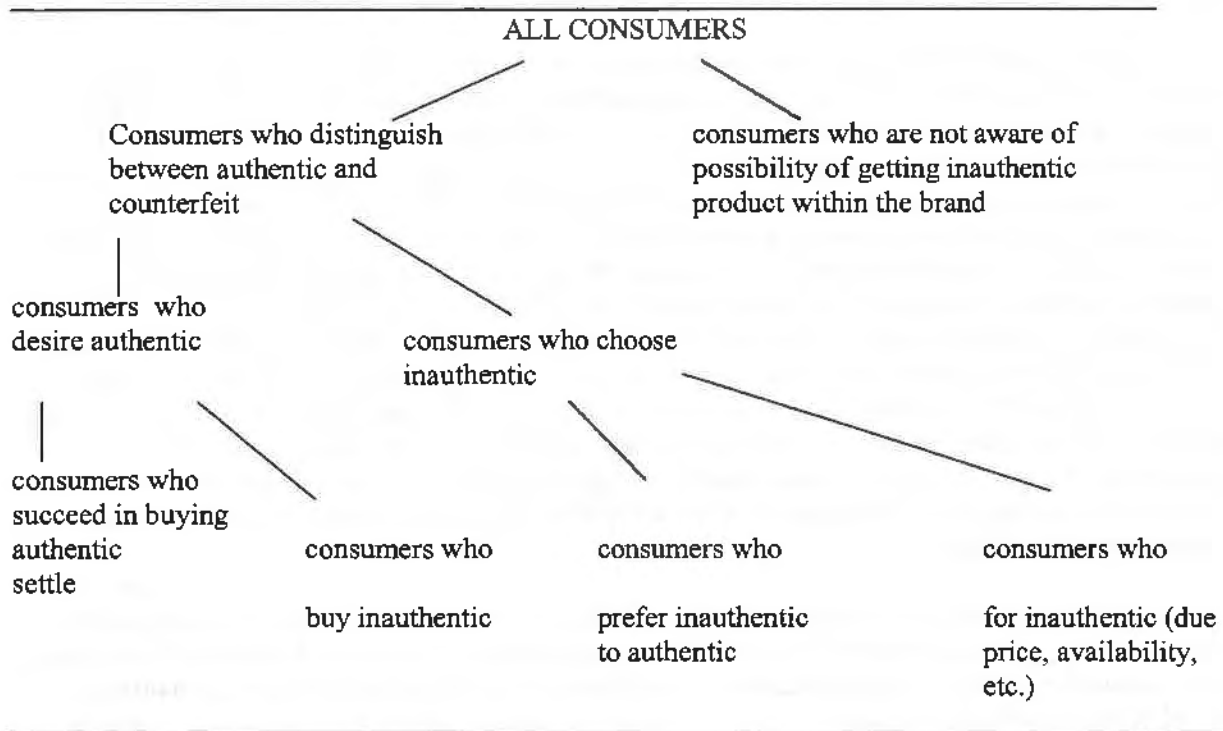 ALL CONSUMERS
Consumers who distinguish
between authentic and
counterfeit
consumers who are not aware of
possibility of getting inauthentic
product within the brand
consumers who
desire authentic
consumers who choose
inauthentic
consumers who
succeed in buying
authentic
settle
consumers who
buy inauthentic
consumers who
prefer inauthentic
to authentic
consumers who
for inauthentic (due
price, availability,
etc.)